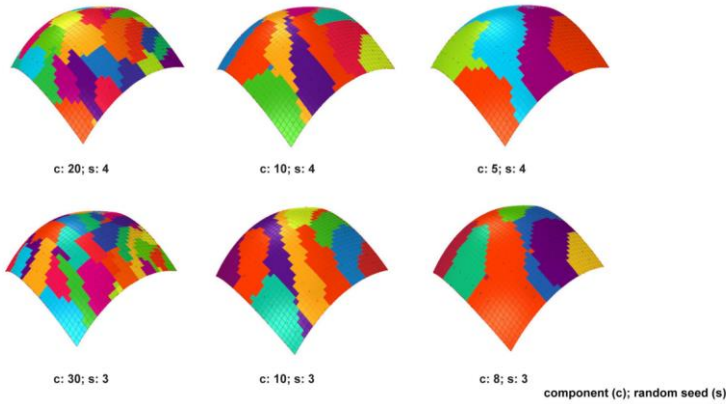 c: 20; s: 4
c: 10; s: 4
c: 5; s: 4
c: 30; s: 3
c: 10; s: 3
c: 8; s: 3
component (c); random seed (s)